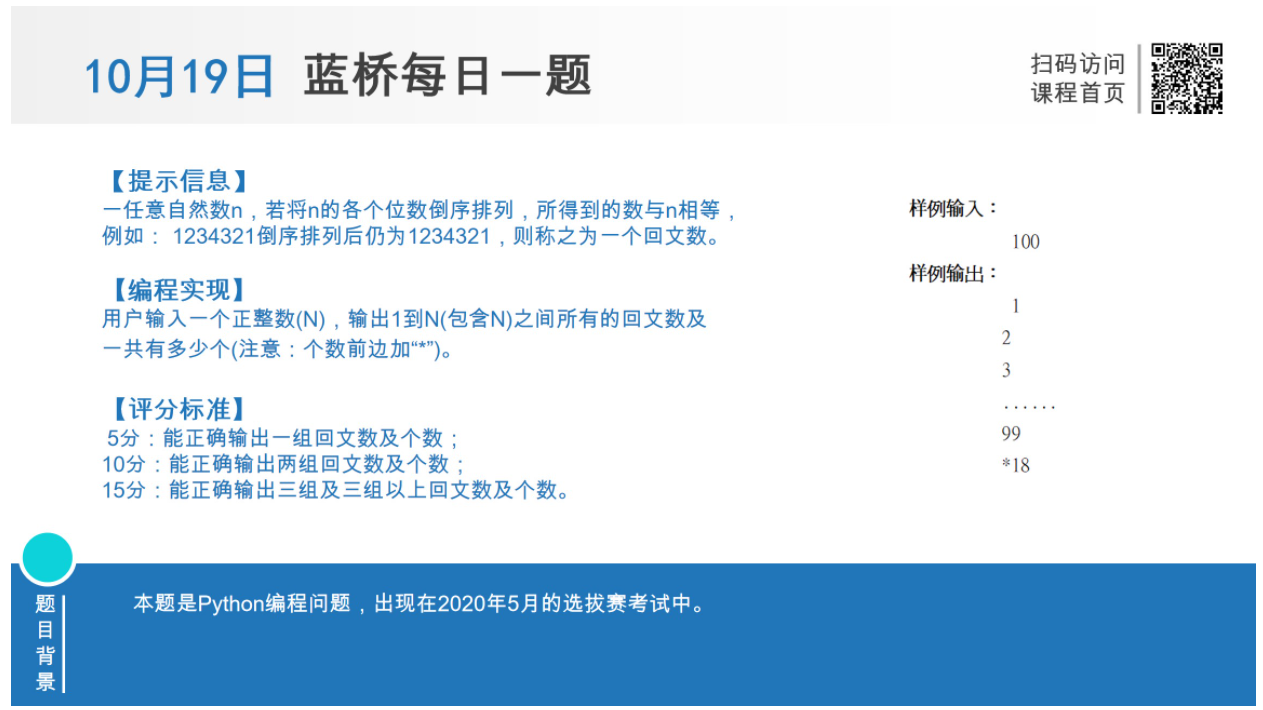 10月19日 蓝桥每日一题
扫码访问
课程首页
【提示信息】
一任意自然数n，若将n的各个位数倒序排列，所得到的数与n相等，
例如： 1234321倒序排列后仍为1234321，则称之为一个回文数。
【编程实现】
用户输入一个正整数(N)，输出1到N(包含N)之间所有的回文数及
一共有多少个(注意：个数前边加“*”)。
【评分标准】
5分：能正确输出一组回文数及个数；
10分：能正确输出两组回文数及个数；
15分：能正确输出三组及三组以上回文数及个数。
样例输入：
100
样例输出：
1
2
3
......
99
*18
题目背景
本题是Python编程问题，出现在2020年5月的选拔赛考试中。